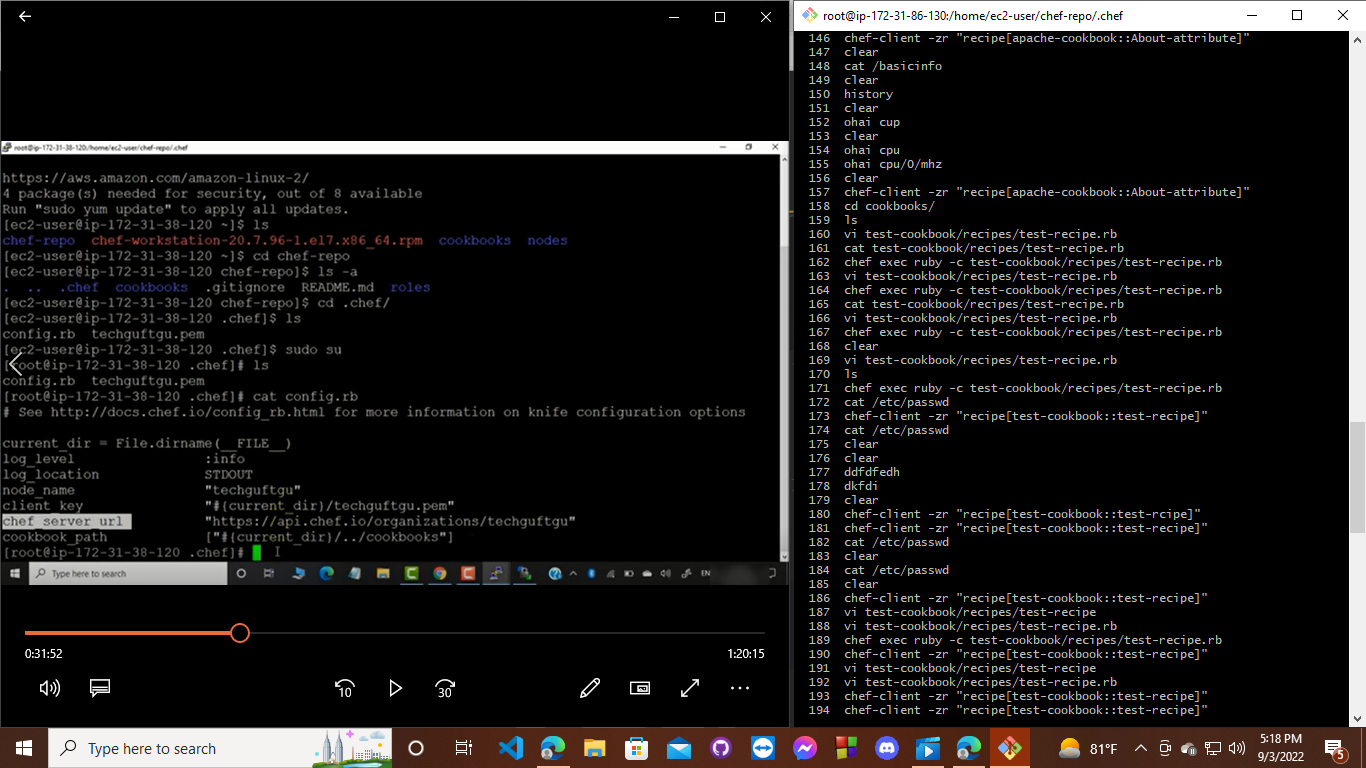 root@ip-172-31-38-120:/home/ec2-user/chef-repo/.chef
https://aws.amazon.com/amazon-linux-2/
4 package(s) needed for security, out of 8 available
Run "sudo yum update" to apply all updates.
[ec2-user@ip-172-31-38-120 ~]$ ls
chef-repo chef-workstation-20.7.96-1.el7.x86_64.rpm cookbooks nodes
[ec2-user@ip-172-31-38-120 ~]$ cd chef-repo
[ec2-user@ip-172-31-38-120 chef-repo]$ ls -a
. .. .chef cookbooks .gitignore README.md roles
[ec2-user@ip-172-31-38-120 chef-repo]$ cd .chef/
[ec2-user@ip-172-31-38-120 .chef]$ ls
config.rb techguftgu.pem
[ec2-user@ip-172-31-38-120 .chef]$ sudo su
[root@ip-172-31-38-120 .chef]# ls
config.rb techguftgu.pem
[root@ip-172-31-38-120 .chef]# cat config.rb
# See http://docs.chef.io/config_rb.html for more information on knife configuration options
current_dir = File.dirname(__FILE__)
log_level :info
log_location STDOUT
node_name "techguftgu"
client_key "#{current_dir}/techguftgu.pem"
chef_server_url "https://api.chef.io/organizations/techguftgu"
cookbook_path ["#{current_dir}/../cookbooks"]
[root@ip-172-31-38-120 .chef]#
Type here to search
EN
0:31:52
1:20:15
10
30
root@ip-172-31-86-130:/home/ec2-user/chef-repo/.chef
146 chef-client -zr "recipe[apache-cookbook::About-attribute]"
147 clear
148 cat /basicinfo
149 clear
150 history
151 clear
152 ohai cup
153 clear
154 ohai cpu
155 ohai cpu/0/mhz
156 clear
157 chef-client -zr "recipe[apache-cookbook::About-attribute]"
158 cd cookbooks/
159 ls
160 vi test-cookbook/recipes/test-recipe.rb
161 cat test-cookbook/recipes/test-recipe.rb
162 chef exec ruby -c test-cookbook/recipes/test-recipe.rb
163 vi test-cookbook/recipes/test-recipe.rb
164 chef exec ruby -c test-cookbook/recipes/test-recipe.rb
165 cat test-cookbook/recipes/test-recipe.rb
166 vi test-cookbook/recipes/test-recipe.rb
167 chef exec ruby -c test-cookbook/recipes/test-recipe.rb
168 clear
169 vi test-cookbook/recipes/test-recipe.rb
170 ls
171 chef exec ruby -c test-cookbook/recipes/test-recipe.rb
172 cat /etc/passwd
173 chef-client -zr "recipe[test-cookbook::test-recipe]"
174 cat /etc/passwd
175 clear
176 clear
177 ddfdfedh
178 dkfdi
179 clear
180 chef-client -zr "recipe[test-cookbook::test-rcipe]"
181 chef-client -zr "recipe[test-cookbook::test-recipe]"
182 cat /etc/passwd
183 clear
184 cat /etc/passwd
185 clear
186 chef-client -zr "recipe[test-cookbook::test-recipe]"
187 vi test-cookbook/recipes/test-recipe
188 vi test-cookbook/recipes/test-recipe.rb
189 chef exec ruby -c test-cookbook/recipes/test-recipe.rb
190 chef-client -zr "recipe[test-cookbook::test-recipe]"
191 vi test-cookbook/recipes/test-recipe
192 vi test-cookbook/recipes/test-recipe.rb
193 chef-client -zr "recipe[test-cookbook::test-recipe]"
194 chef-client -zr "recipe[test-cookbook::test-recipe]"
Type here to search
81°F
5:18 PM
9/3/2022
5